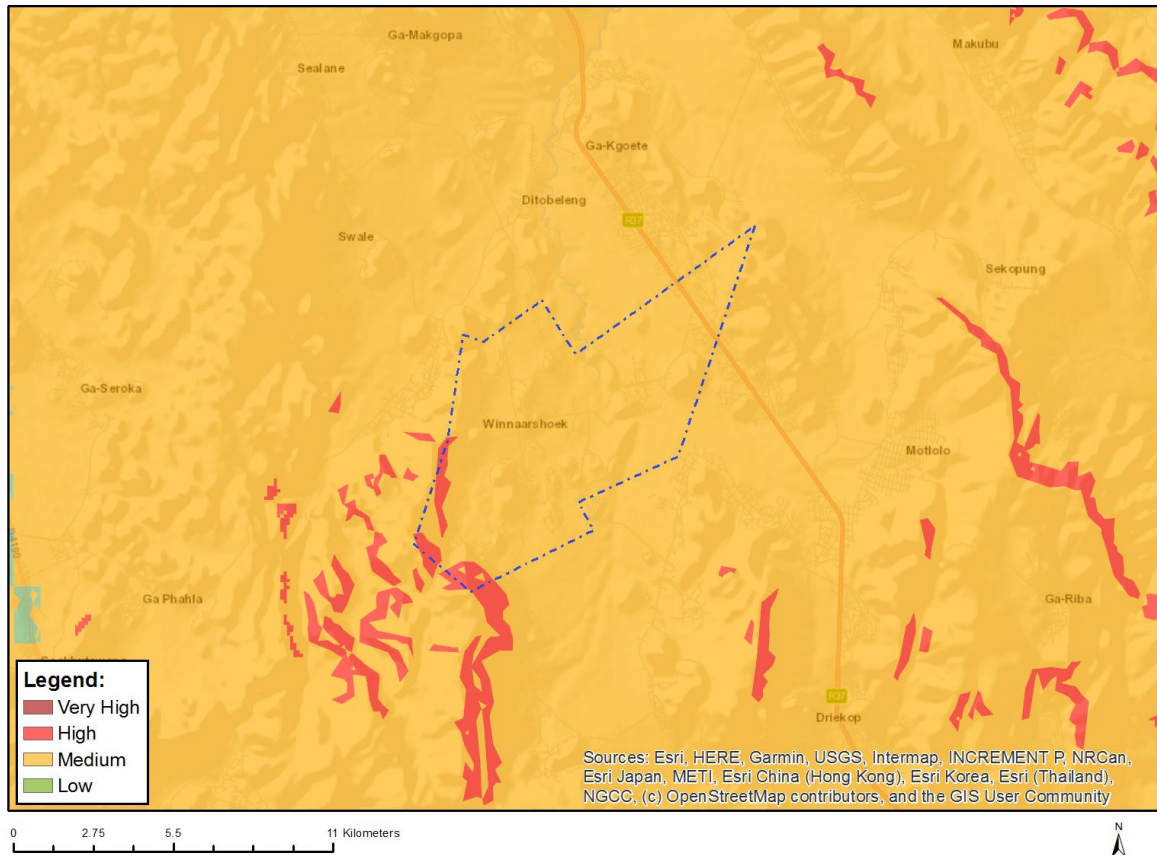 Ga-Makgopa
Makubu
Sealane
Ga-Kgoete
Ditobeleng
R37
Swale
Sekopung
Ga-Seroka
Winnaarshoek
Motlolo
Ga Phahla
Ga-Riba
R37
Driekop
Legend:
Very High
High
Medium
Low
Sources: Esri, HERE, Garmin, USGS, Intermap, INCREMENT P, NRCan,
Esri Japan, METI, Esri China (Hong Kong), Esri Korea, Esri (Thailand),
NGCC, (c) OpenStreetMap contributors, and the GIS User Community
0 2.75 5.5 11 Kilometers
N